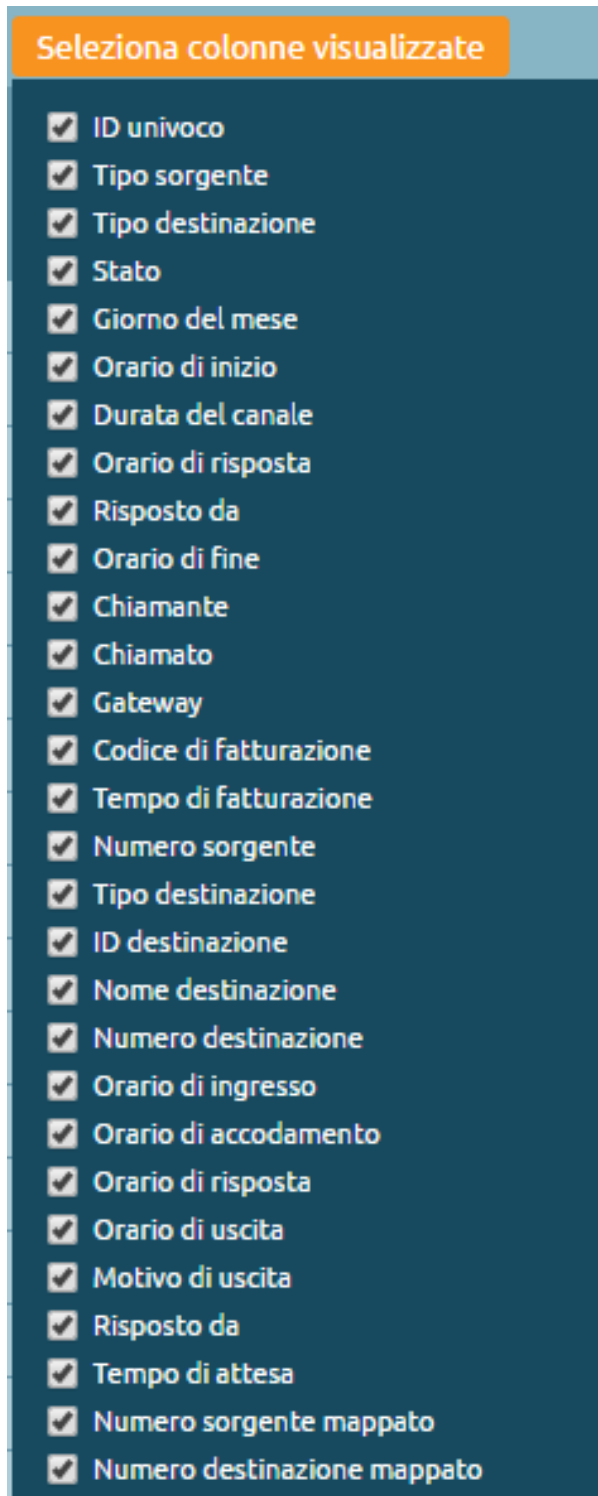 Seleziona colonne visualizzate
ID univoco
Tipo sorgente
Tipo destinazione
Stato
Giorno del mese
Orario di inizio
Durata del canale
Orario di risposta
Risposto da
Orario di fine
Chiamante
Chiamato
Gateway
Codice di fatturazione
Tempo di fatturazione
Numero sorgente
Tipo destinazione
ID destinazione
Nome destinazione
Numero destinazione
Orario di ingresso
Orario di accodamento
Orario di risposta
Orario di uscita
Motivo di uscita
Risposto da
Tempo di attesa
Numero sorgente mappato
Numero destinazione mappato